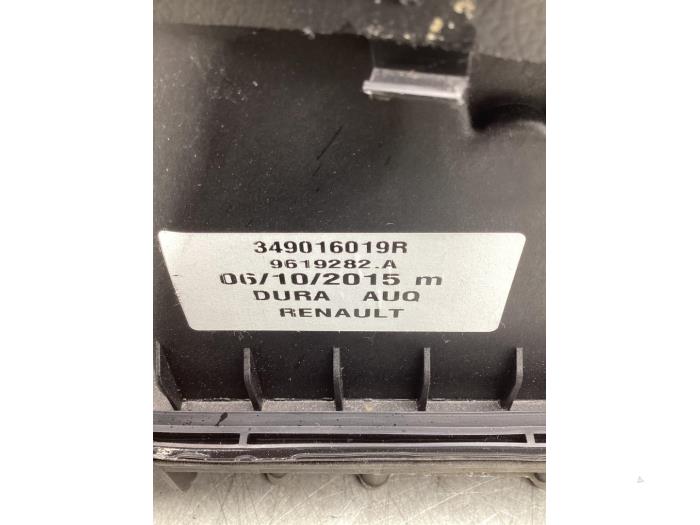 349016019R
9619282.A
06/10/2015 m
DURA AUQ
RENAULT